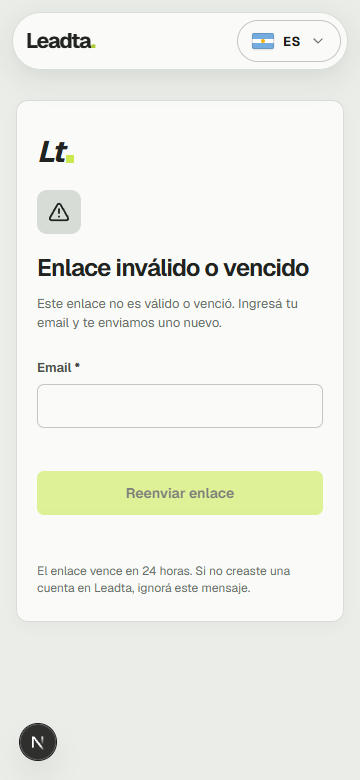 Leadta.
ES
Lt.
Enlace inválido o vencido
Este enlace no es válido o venció. Ingresá tu
email y te enviamos uno nuevo.
Email *
Reenviar enlace
El enlace vence en 24 horas. Si no creaste una
cuenta en Leadta, ignorá este mensaje.
N